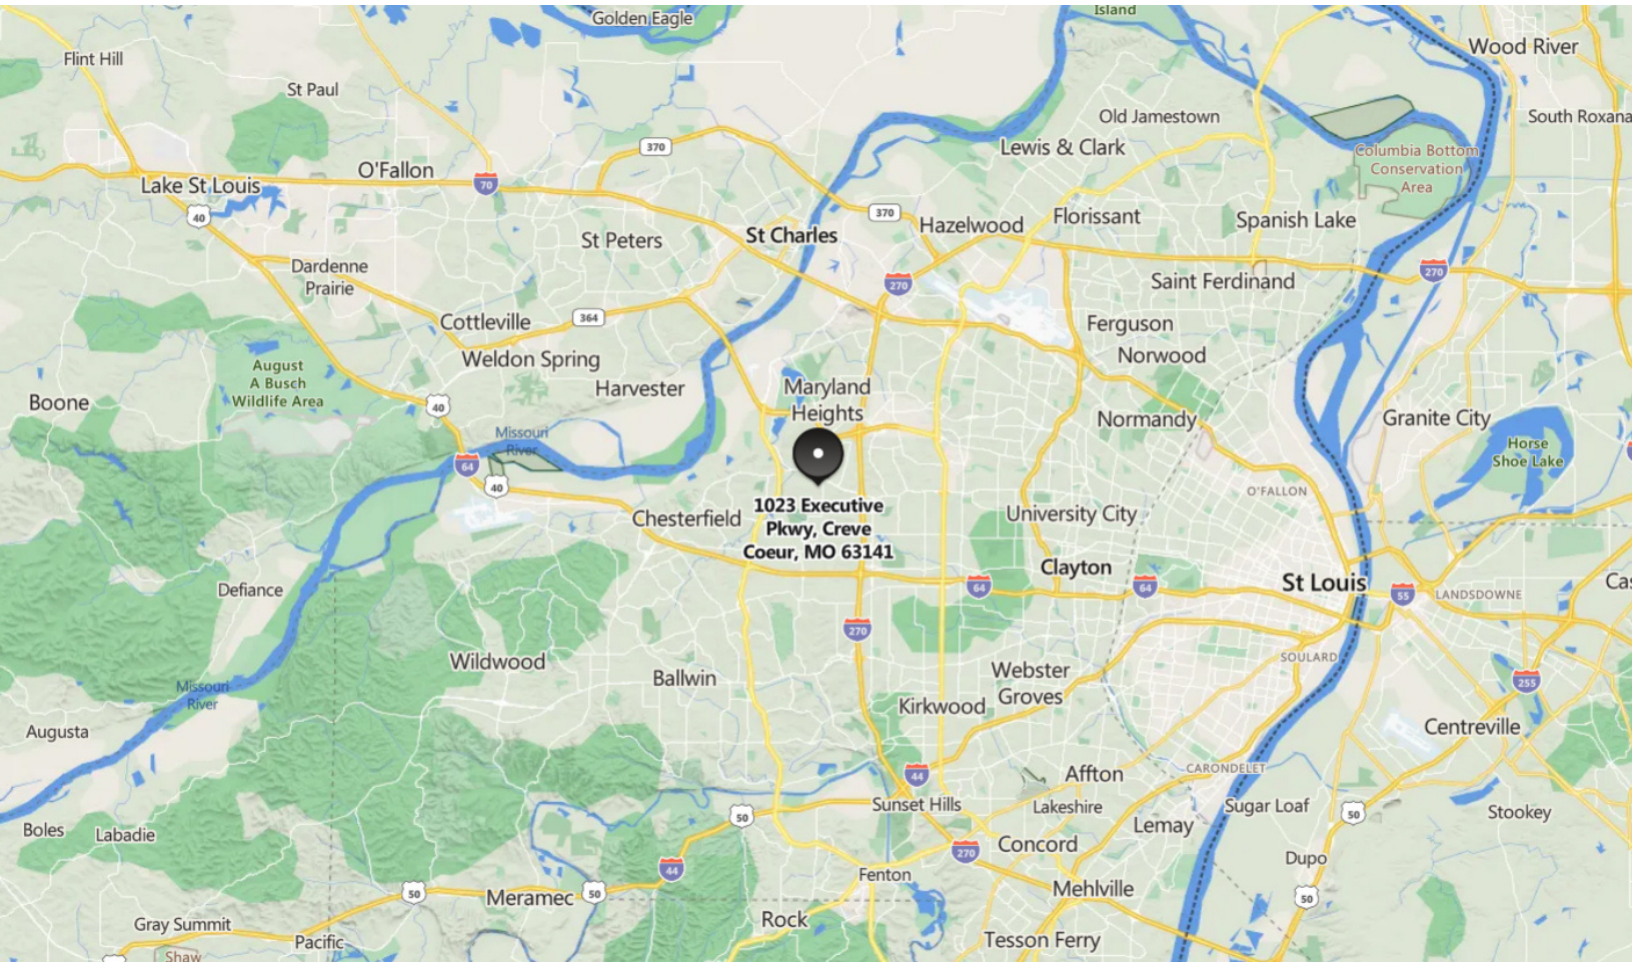 Golden Eagle
Island
Wood River
Flint Hill
St Paul
Old Jamestown
South Roxana
370
Lewis & Clark
Columbia Bottom
Conservation
Area
O'Fallon
70
Lake St Louis
40
370
Hazelwood
Florissant
Spanish Lake
St Charles
St Peters
Dardenne
Prairie
270
270
Saint Ferdinand
364
Cottleville
Ferguson
Weldon Spring
Norwood
August
A Busch
Wildlife Area
Harvester
Maryland
Heights
Boone
40
Normandy
Granite City
Missouri
River
Horse
Shoe Lake
64
40
O'FALLON
1023 Executive
Pkwy, Creve
Coeur, MO 63141
Chesterfield
University City
Clayton
St Louis
Defiance
64
64
55
LANDSDOWNE
Cas
270
SOULARD
Wildwood
Ballwin
Webster
Groves
255
Missouri
River
Kirkwood
Augusta
Centreville
44
Affton
CARONDELET
Sunset Hills
Lakeshire
Sugar Loaf
50
50
Stookey
Boles
Labadie
Lemay
Concord
270
Dupo
44
Fenton
Mehlville
50
Meramec
50
50
Rock
Gray Summit
Pacific
Tesson Ferry
Shaw